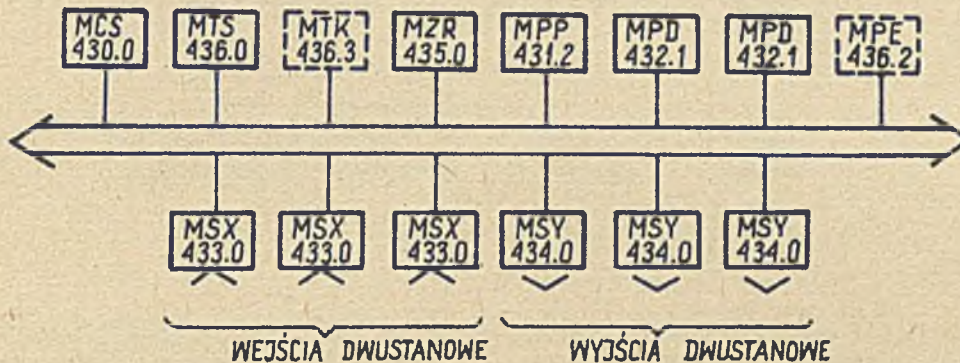 MCS MTS MTK MZR MPP MPD MPD MPE
430.0 436.0 436.3 435.0 431.2 432.1 432.1 436.2
MSX MSX MSX MSY MSY MSY
433.0 433.0 433.0 434.0 434.0 434.0
WEJŚCIA DWUSTANOWE WYJŚCIA DWUSTANOWE